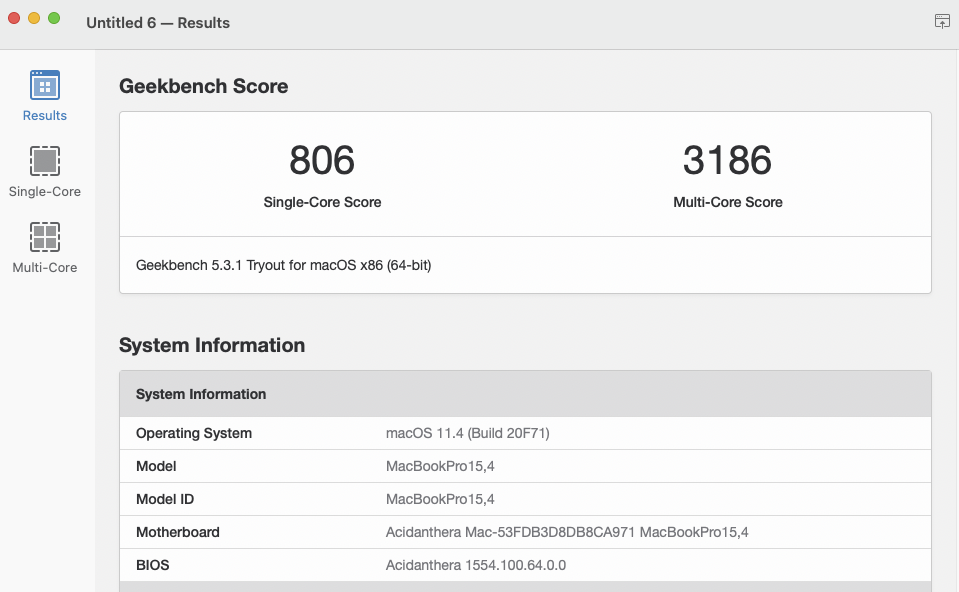 Untitled 6 — Results
Results
Single-Core
Multi-Core
Geekbench Score
806
Single-Core Score
3186
Multi-Core Score
Geekbench 5.3.1 Tryout for macOS x86 (64-bit)
System Information
System Information
Operating System macOS 11.4 (Build 20F71)
Model MacBookPro15,4
Model ID MacBookPro15,4
Motherboard Acidanthera Mac-53FDB3D8DB8CA971 MacBookPro15,4
BIOS Acidanthera 1554.100.64.0.0